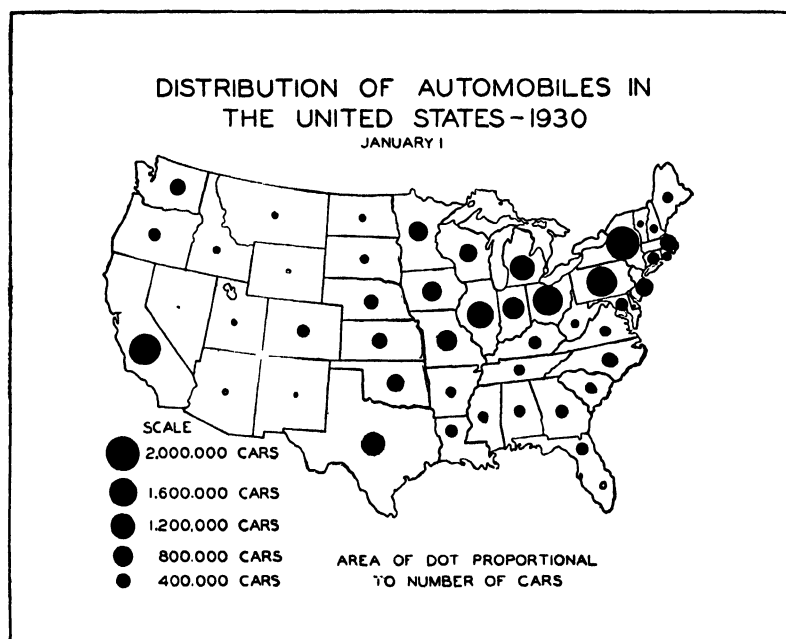 DISTRIBUTION OF AUTOMOBILES IN
THE UNITED STATES-1930
JANUARY 1
SCALE
2,000,000 CARS
1,600,000 CARS
1,200,000 CARS
800,000 CARS
400,000 CARS
AREA OF DOT PROPORTIONAL
TO NUMBER OF CARS